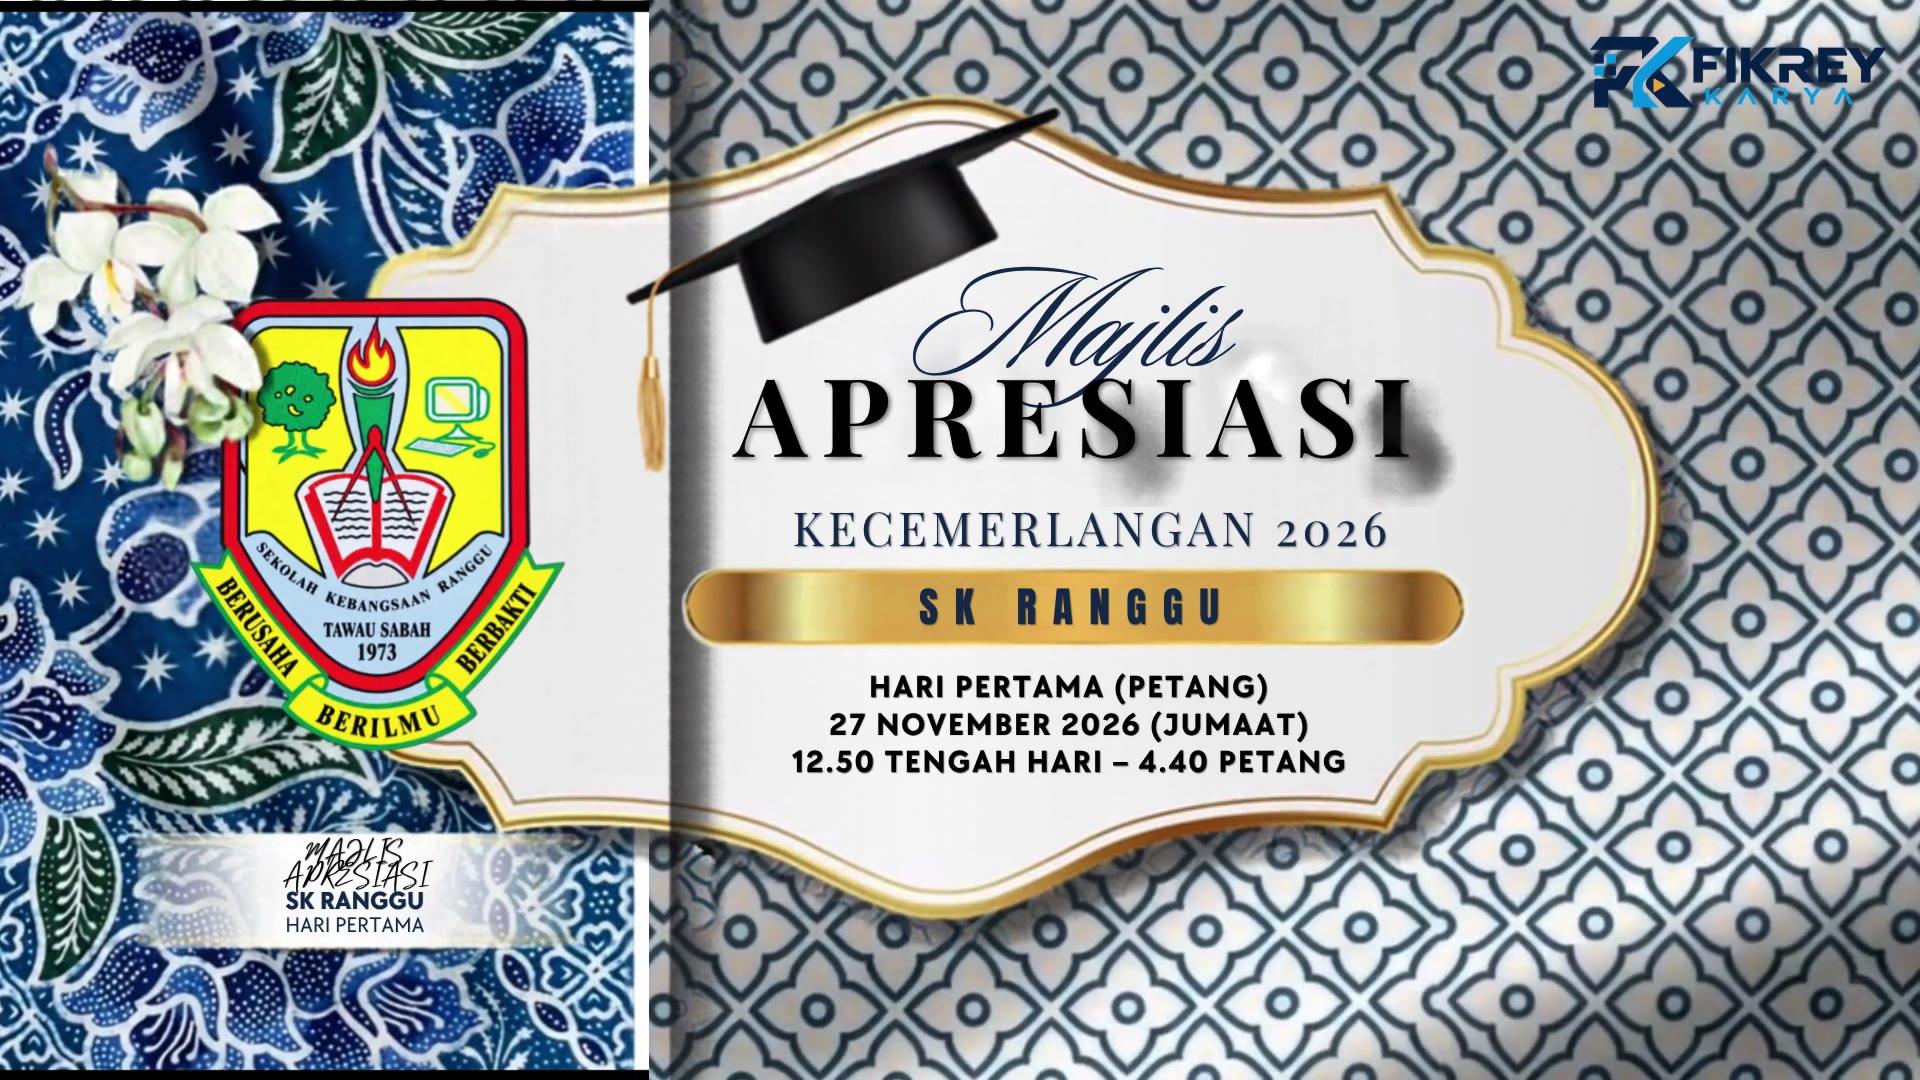 FIKREY
KARYA
Majlis
APRESIASI
KECEMERLANGAN 2026
SK RANGGU
HARI PERTAMA (PETANG)
27 NOVEMBER 2026 (JUMAAT)
12.50 TENGAH HARI – 4.40 PETANG
SEKOLAH KEBANGSAAN RANGGU
TAWAU SABAH
1973
BERUSAHA
BERILMU
BERBAKTI
MAJLIS
APRESIASI
SK RANGGU
HARI PERTAMA